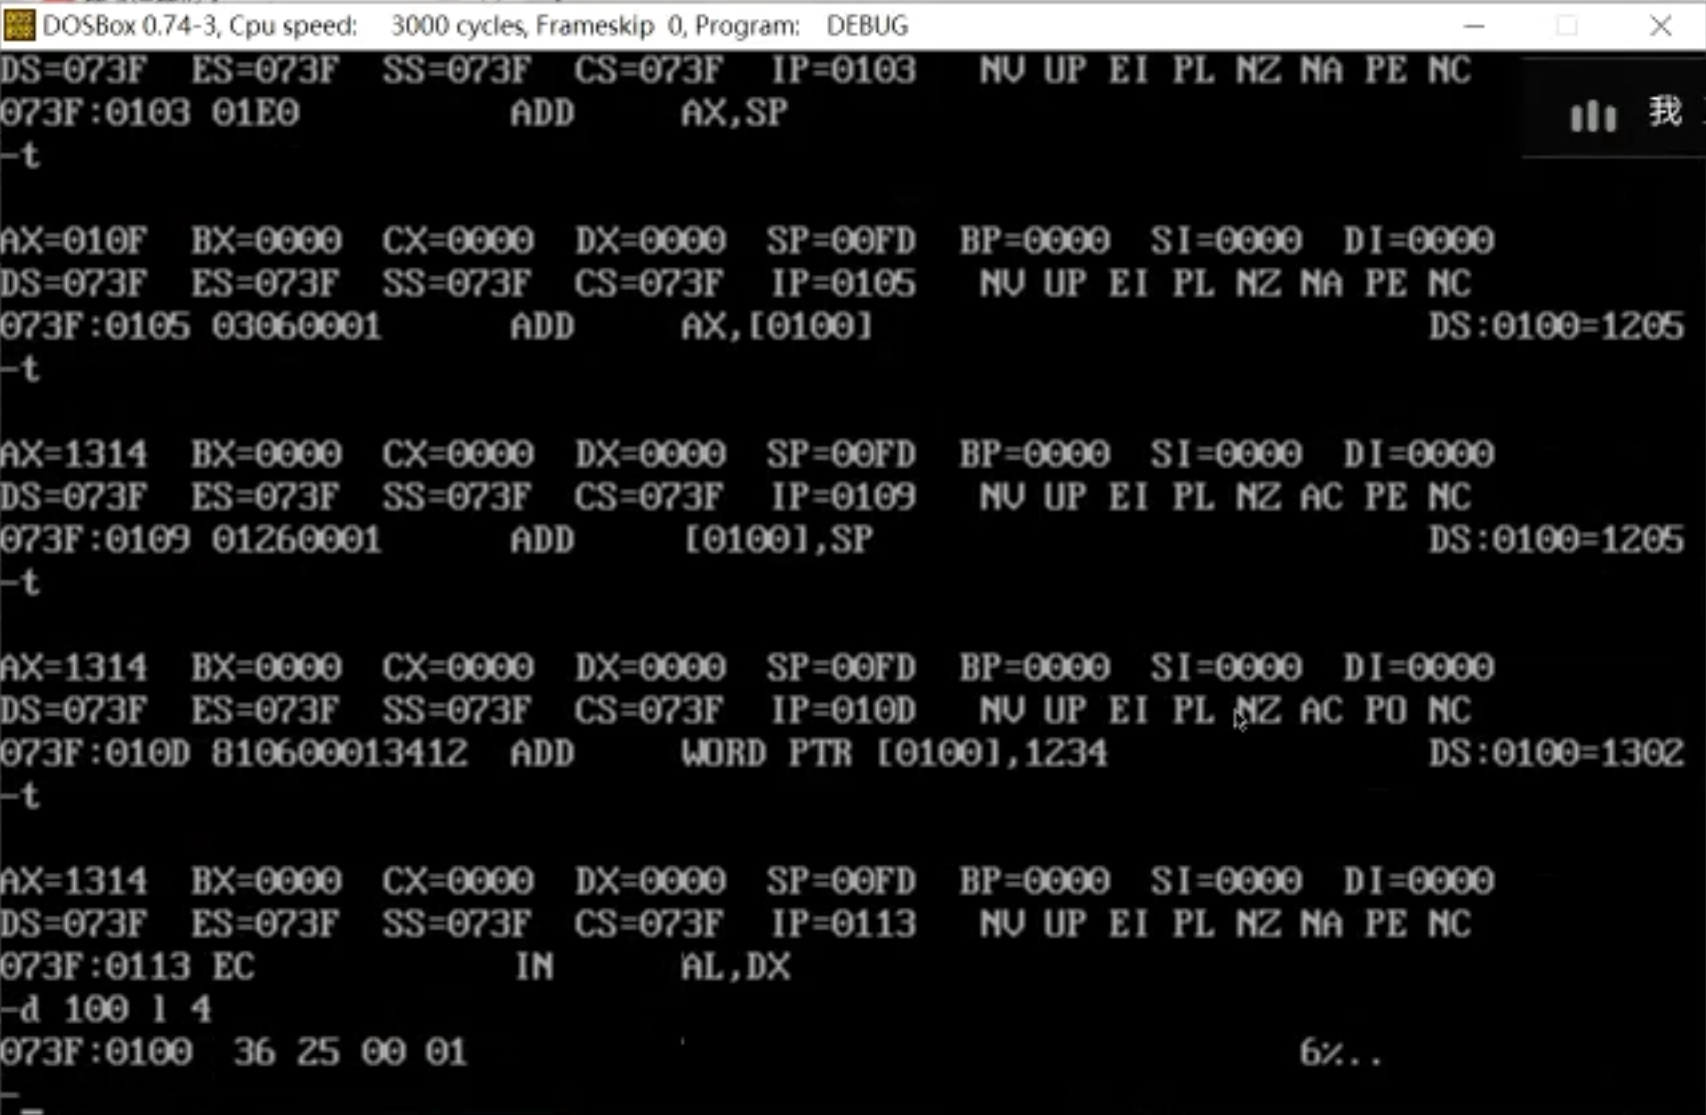 DOSBox 0.74-3, Cpu speed: 3000 cycles, Frameskip 0, Program: DEBUG
DS=073F ES=073F SS=073F CS=073F IP=0103 NV UP EI PL NZ NA PE NC
073F:0103 01E0 ADD AX,SP
我
-t
AX=010F BX=0000 CX=0000 DX=0000 SP=00FD BP=0000 SI=0000 DI=0000
DS=073F ES=073F SS=073F CS=073F IP=0105 NV UP EI PL NZ NA PE NC
073F:0105 03060001 ADD AX,[0100] DS:0100=1205
-t
AX=1314 BX=0000 CX=0000 DX=0000 SP=00FD BP=0000 SI=0000 DI=0000
DS=073F ES=073F SS=073F CS=073F IP=0109 NV UP EI PL NZ AC PE NC
073F:0109 01260001 ADD [0100],SP DS:0100=1205
-t
AX=1314 BX=0000 CX=0000 DX=0000 SP=00FD BP=0000 SI=0000 DI=0000
DS=073F ES=073F SS=073F CS=073F IP=010D NV UP EI PL NZ AC PO NC
073F:010D 810600013412 ADD WORD PTR [0100],1234 DS:0100=1302
-t
AX=1314 BX=0000 CX=0000 DX=0000 SP=00FD BP=0000 SI=0000 DI=0000
DS=073F ES=073F SS=073F CS=073F IP=0113 NV UP EI PL NZ NA PE NC
073F:0113 EC IN AL,DX
-d 100 l 4
073F:0100 36 25 00 01 6%..
-